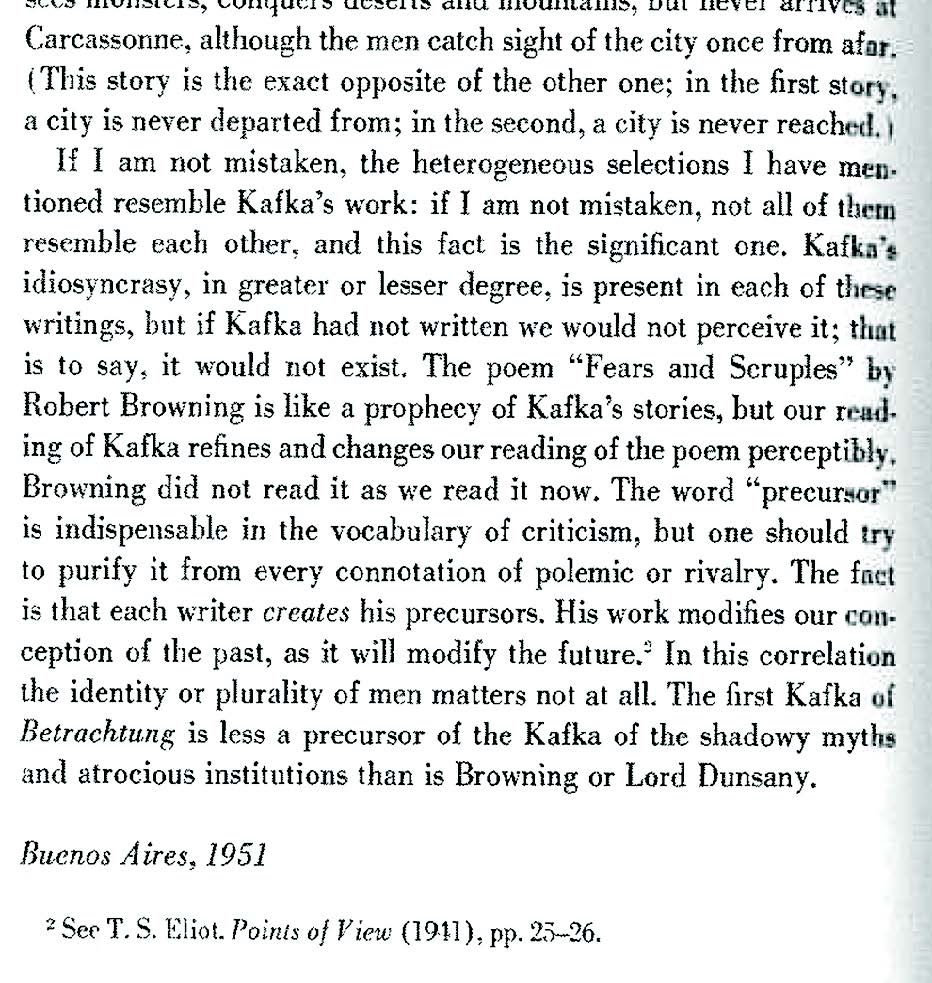 sees monsters, conquers deserts and mountains, but never arrives at
Carcassonne, although the men catch sight of the city once from afar.
(This story is the exact opposite of the other one; in the first story,
a city is never departed from; in the second, a city is never reached.)
If I am not mistaken, the heterogeneous selections I have men-
tioned resemble Kafka's work: if I am not mistaken, not all of them
resemble each other, and this fact is the significant one. Kafka's
idiosyncrasy, in greater or lesser degree, is present in each of these
writings, but if Kafka had not written we would not perceive it; that
is to say, it would not exist. The poem “Fears and Scruples” by
Robert Browning is like a prophecy of Kafka's stories, but our read-
ing of Kafka refines and changes our reading of the poem perceptibly.
Browning did not read it as we read it now. The word “precursor”
is indispensable in the vocabulary of criticism, but one should try
to purify it from every connotation of polemic or rivalry. The fact
is that each writer creates his precursors. His work modifies our con-
ception of the past, as it will modify the future.² In this correlation
the identity or plurality of men matters not at all. The first Kafka of
Betrachtung is less a precursor of the Kafka of the shadowy myths
and atrocious institutions than is Browning or Lord Dunsany.
Buenos Aires, 1951
² See T. S. Eliot. Points of View (1941), pp. 25–26.